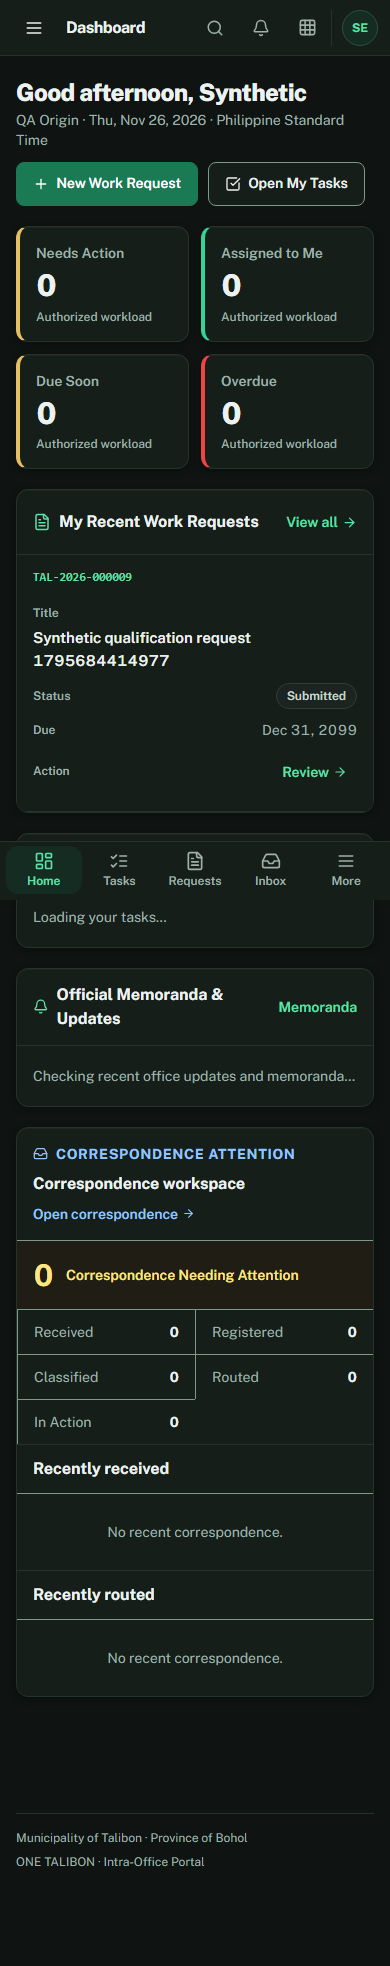 Dashboard
SE
Good afternoon, Synthetic
QA Origin · Thu, Nov 26, 2026 · Philippine Standard
Time
New Work Request
Open My Tasks
Needs Action
0
Authorized workload
Assigned to Me
0
Authorized workload
Due Soon
0
Authorized workload
Overdue
0
Authorized workload
My Recent Work Requests
View all →
TAL-2026-000009
Title
Synthetic qualification request
1795684414977
Status
Submitted
Due
Dec 31, 2099
Action
Review →
Home
Tasks
Requests
Inbox
More
Loading your tasks...
Official Memoranda &
Updates
Memoranda
Checking recent office updates and memoranda...
CORRESPONDENCE ATTENTION
Correspondence workspace
Open correspondence →
0 Correspondence Needing Attention
Received 0
Registered 0
Classified 0
Routed 0
In Action 0
Recently received
No recent correspondence.
Recently routed
No recent correspondence.
Municipality of Talibon · Province of Bohol
ONE TALIBON · Intra-Office Portal